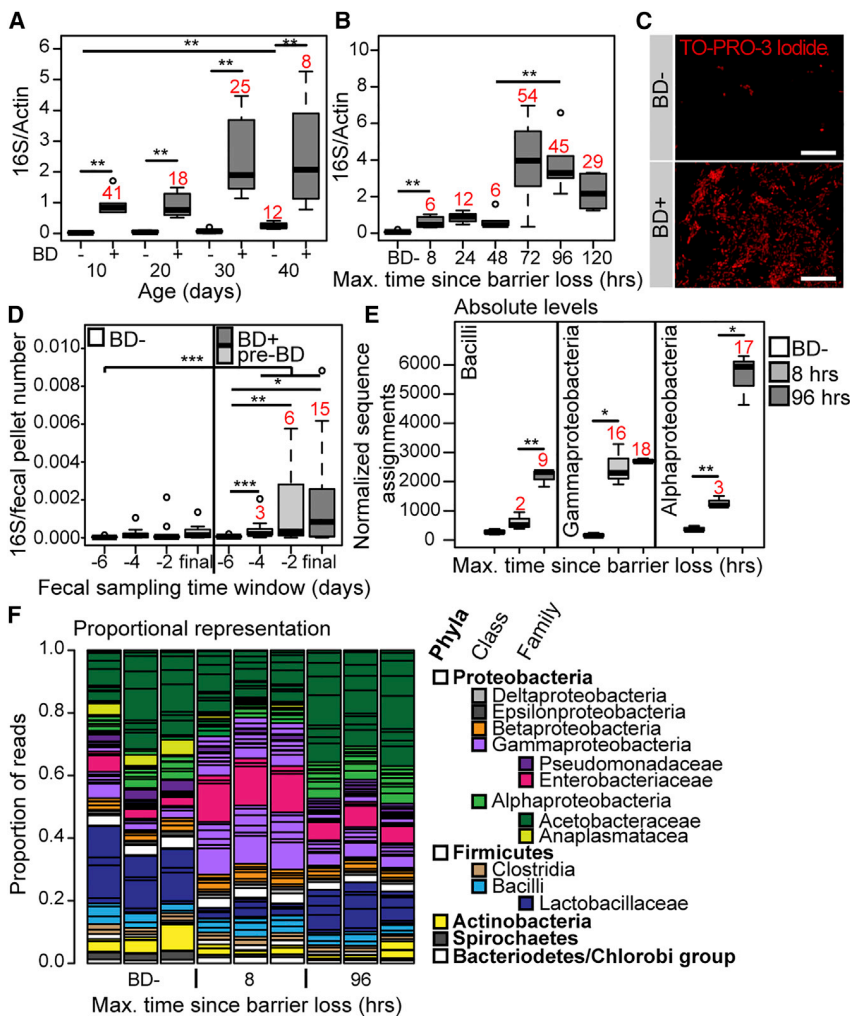 A
16S/Actin
6
5
4
3
2
1
0
**
**
8
**
25
**
**
41
18
12
BD - + - + - + - +
10 20 30 40
Age (days)
B
16S/Actin
10
8
6
4
2
0
**
54
45
29
**
6
12
6
BD- 8 24 48 72 96 120
Max. time since barrier loss (hrs)
C
BD-
TO-PRO-3 Iodide
BD+
D
16S/fecal pellet number
0.010
0.008
0.006
0.004
0.002
0.000
BD-
BD+
pre-BD
***
*
**
6
15
***
3
-6 -4 -2 final -6 -4 -2 final
Fecal sampling time window (days)
E
Absolute levels
Normalized sequence
assignments
6000
5000
4000
3000
2000
1000
0
Bacilli
**
9
2
Gammaproteobacteria
*
16
18
Alphaproteobacteria
*
17
**
3
BD-
8 hrs
96 hrs
Max. time since barrier loss (hrs)
F
Proportional representation
Proportion of reads
1.0
0.8
0.6
0.4
0.2
0.0
BD- 8 96
Max. time since barrier loss (hrs)
Phyla
Class
Family
Proteobacteria
Deltaproteobacteria
Epsilonproteobacteria
Betaproteobacteria
Gammaproteobacteria
Pseudomonadaceae
Enterobacteriaceae
Alphaproteobacteria
Acetobacteraceae
Anaplasmatacea
Firmicutes
Clostridia
Bacilli
Lactobacillaceae
Actinobacteria
Spirochaetes
Bacteriodetes/Chlorobi group